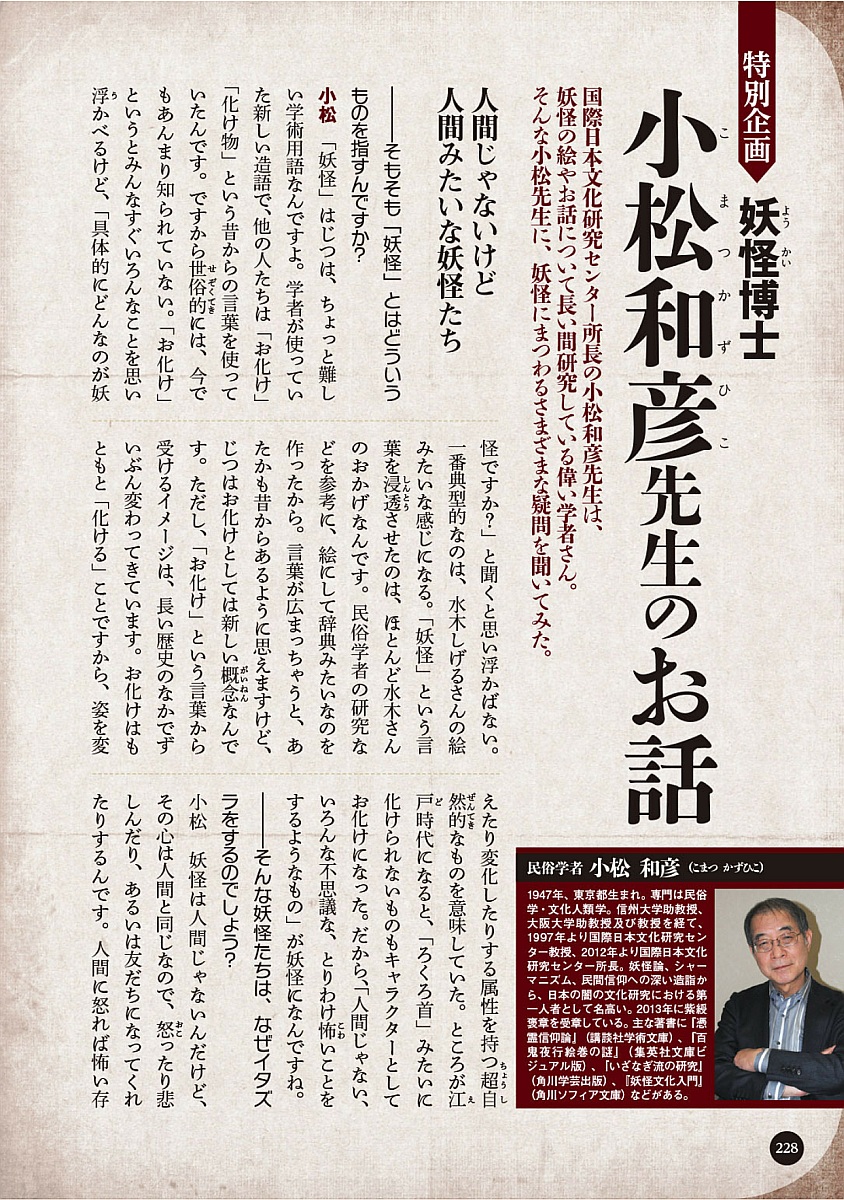 特別企画
妖怪博士
小松和彦先生のお話
国際日本文化研究センター所長の小松和彦先生は、
妖怪の絵やお話について長い間研究している偉い学者さん。
そんな小松先生に、妖怪にまつわるさまざまな疑問を聞いてみた。
人間じゃないけど
人間みたいな妖怪たち
――そもそも「妖怪」とはどういう
ものを指すんですか?
小松 「妖怪」はじつは、ちょっと難し
い学術用語なんですよ。学者が使ってい
た新しい造語で、他の人たちは「お化け」
「化け物」という昔からの言葉を使って
いたんです。ですから世俗的には、今で
もあんまり知られていない。「お化け」
というとみんなすぐいろんなことを思い
浮かべるけど、「具体的にどんなのが妖
怪ですか?」と聞くと思い浮かばない。
一番典型的なのは、水木しげるさんの絵
みたいな感じになる。「妖怪」という言
葉を浸透させたのは、ほとんど水木さん
のおかげなんです。民俗学者の研究な
どを参考に、絵にして辞典みたいなのを
作ったから。言葉が広まっちゃうと、あ
たかも昔からあるように思えますけど、
じつはお化けとしては新しい概念なんで
す。ただし、「お化け」という言葉から
受けるイメージは、長い歴史のなかでず
いぶん変わってきています。お化けはも
ともと「化ける」ことですから、姿を変
えたり変化したりする属性を持つ超自
然的なものを意味していた。ところが江
戸時代になると、「ろくろ首」みたいに
化けられないものもキャラクターとして
お化けになった。だから、「人間じゃない、
いろんな不思議な、とりわけ怖いことを
するようなもの」が妖怪になんですね。
――そんな妖怪たちは、なぜイタズ
ラをするのでしょう?
小松 妖怪は人間じゃないんだけど、
その心は人間と同じなので、怒ったり悲
しんだり、あるいは友だちになってくれ
たりするんです。人間に怒れば怖い存
民俗学者 小松 和彦 (こまつ かずひこ)
1947年、東京都生まれ。専門は民俗
学・文化人類学。信州大学助教授、
大阪大学助教授及び教授を経て、
1997年より国際日本文化研究セン
ター教授、2012年より国際日本文化
研究センター所長。妖怪論、シャー
マニズム、民間信仰への深い造詣か
ら、日本の闇の文化研究における第
一人者として名高い。2013年に紫綬
褒章を受章している。主な著書に『憑
霊信仰論』(講談社学術文庫)、『百
鬼夜行絵巻の謎』(集英社文庫ビ
ジュアル版)、『いざなぎ流の研究』
(角川学芸出版)、『妖怪文化入門』
(角川ソフィア文庫)などがある。
228